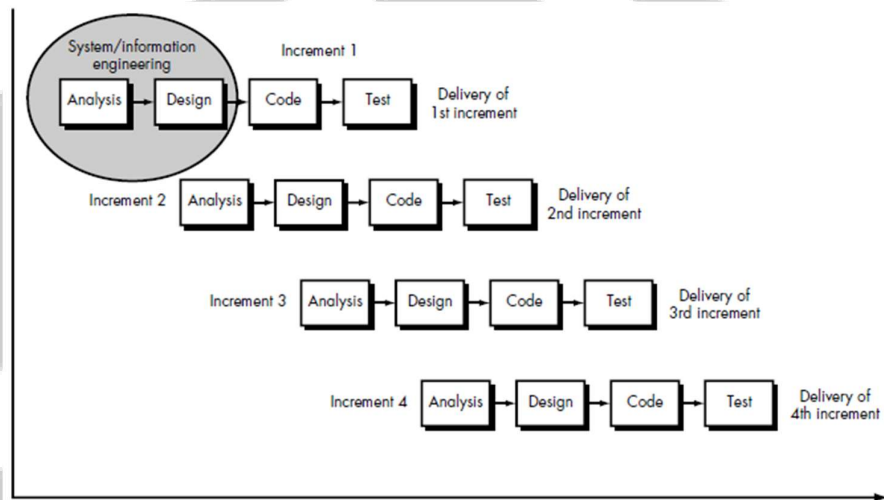 System/information
engineering
Increment 1
Analysis
Design
Code
Test
Delivery of
1st increment
Increment 2
Analysis
Design
Code
Test
Delivery of
2nd increment
Increment 3
Analysis
Design
Code
Test
Delivery of
3rd increment
Increment 4
Analysis
Design
Code
Test
Delivery of
4th increment